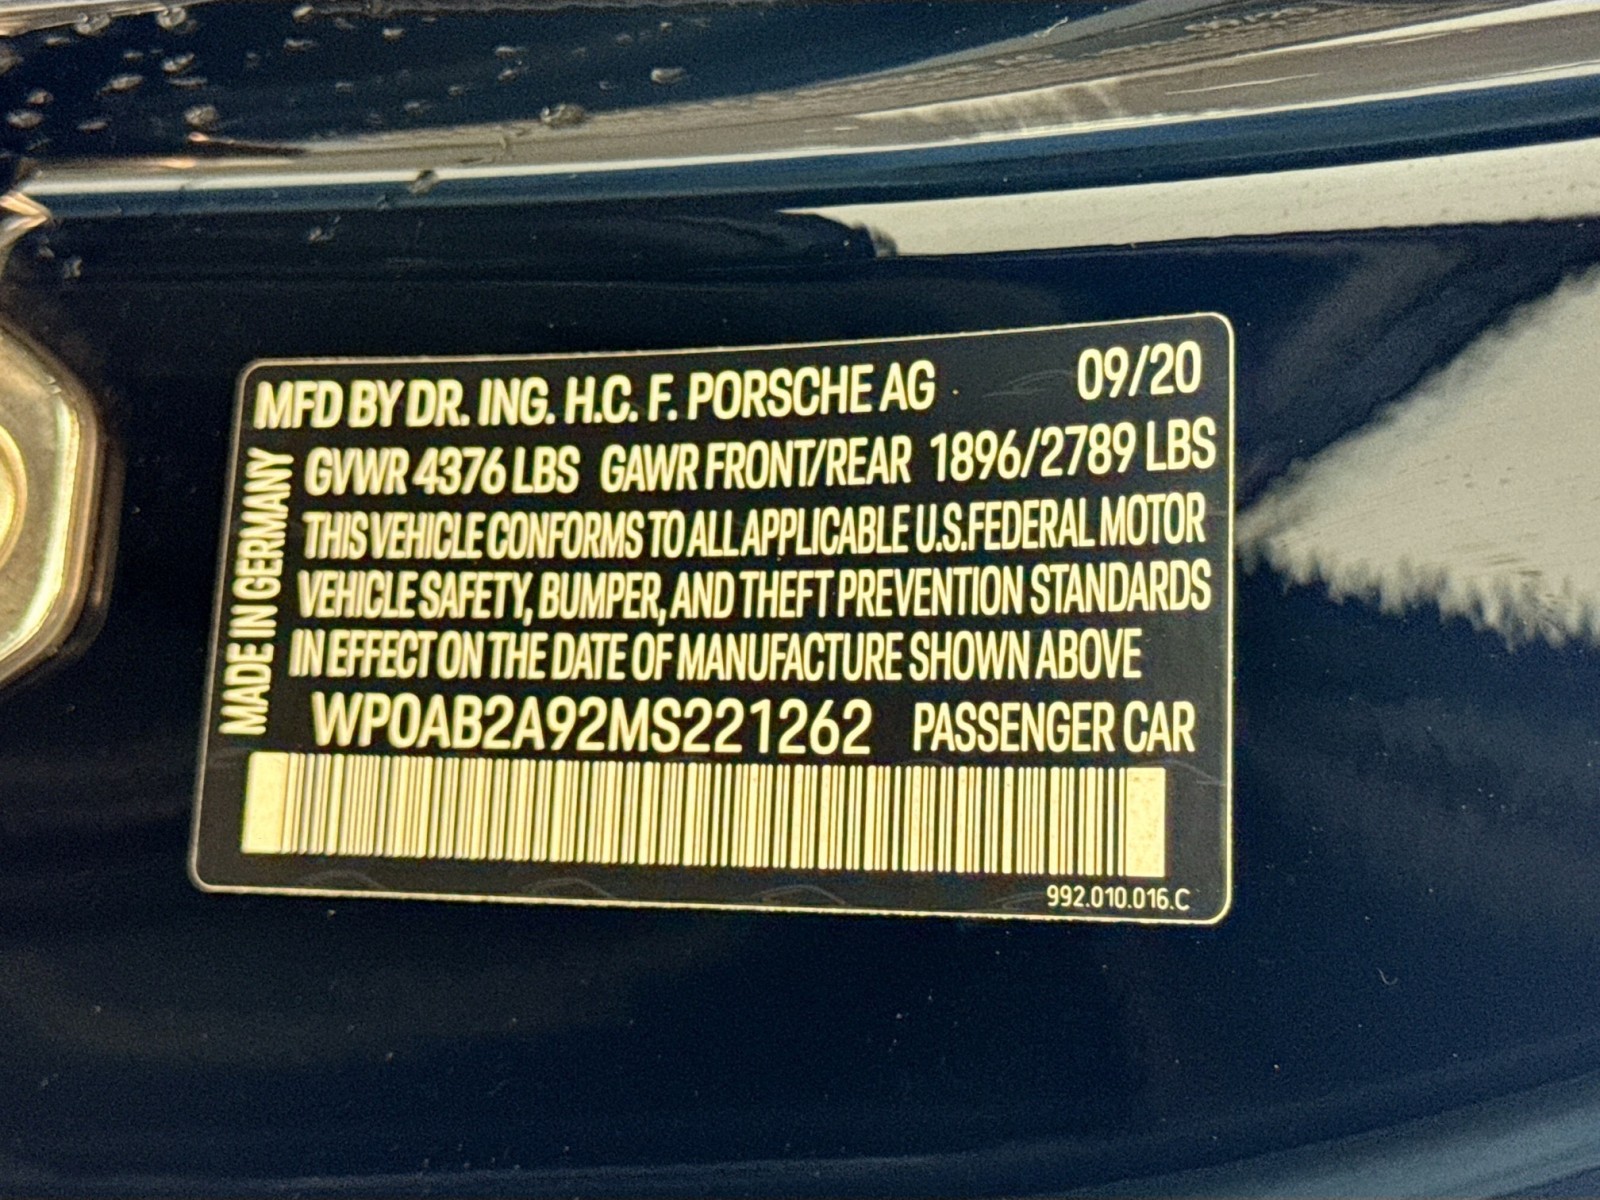 MFD BY DR. ING. H.C. F. PORSCHE AG 09/20
GVWR 4376 LBS GAWR FRONT/REAR 1896/2789 LBS
THIS VEHICLE CONFORMS TO ALL APPLICABLE U.S.FEDERAL MOTOR
VEHICLE SAFETY, BUMPER, AND THEFT PREVENTION STANDARDS
IN EFFECT ON THE DATE OF MANUFACTURE SHOWN ABOVE
WP0AB2A92MS221262 PASSENGER CAR
MADE IN GERMANY
992.010.016.C